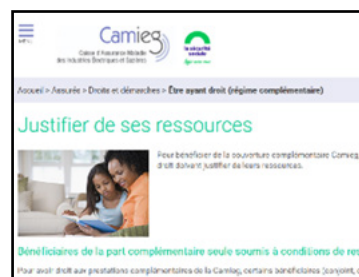 MENU
Camieg
Caisse d'Assurance Maladie
des Industries Electriques et Gazières
la sécurité
sociale
Accueil > Assurés > Droits et démarches > Être ayant droit (régime complémentaire)
Justifier de ses ressources
Pour bénéficier de la couverture complémentaire Camieg,
droit doivent justifier de leurs ressources.
Bénéficiaires de la part complémentaire seule soumis à conditions de res
Pour avoir droit aux prestations complémentaires de la Camieg, certains bénéficiaires (conjoint,